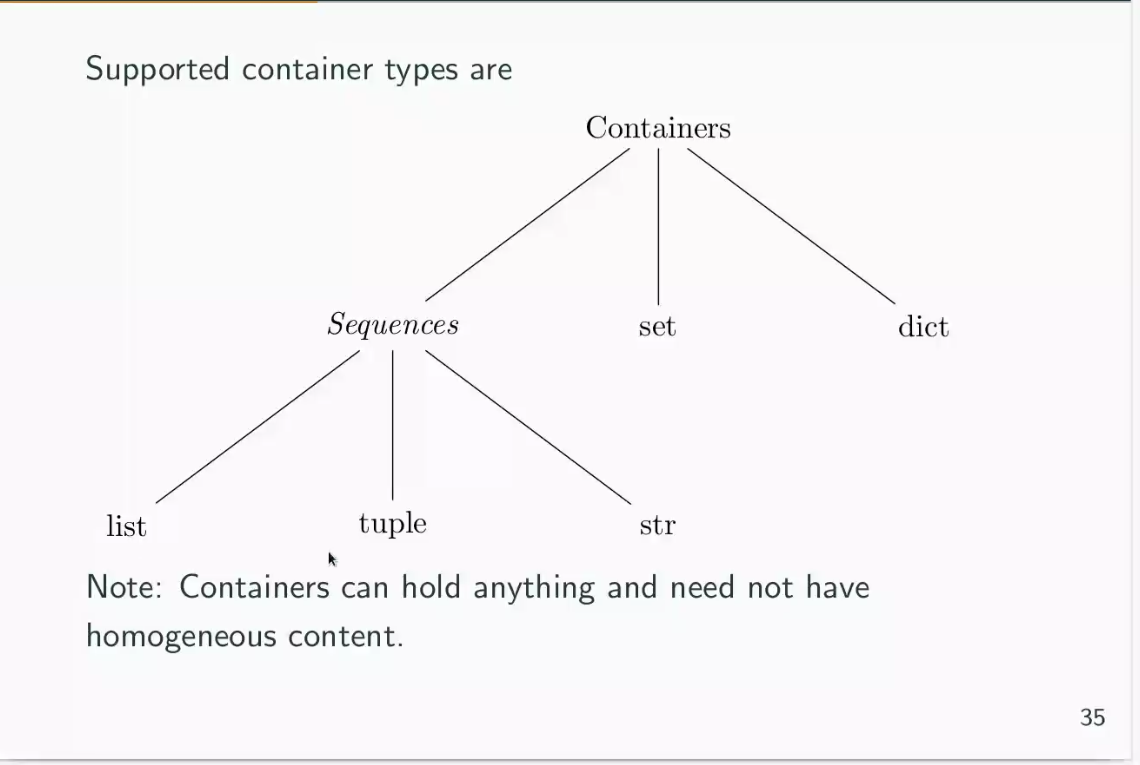 Supported container types are
Containers
Sequences set dict
list tuple str
Note: Containers can hold anything and need not have
homogeneous content.
35